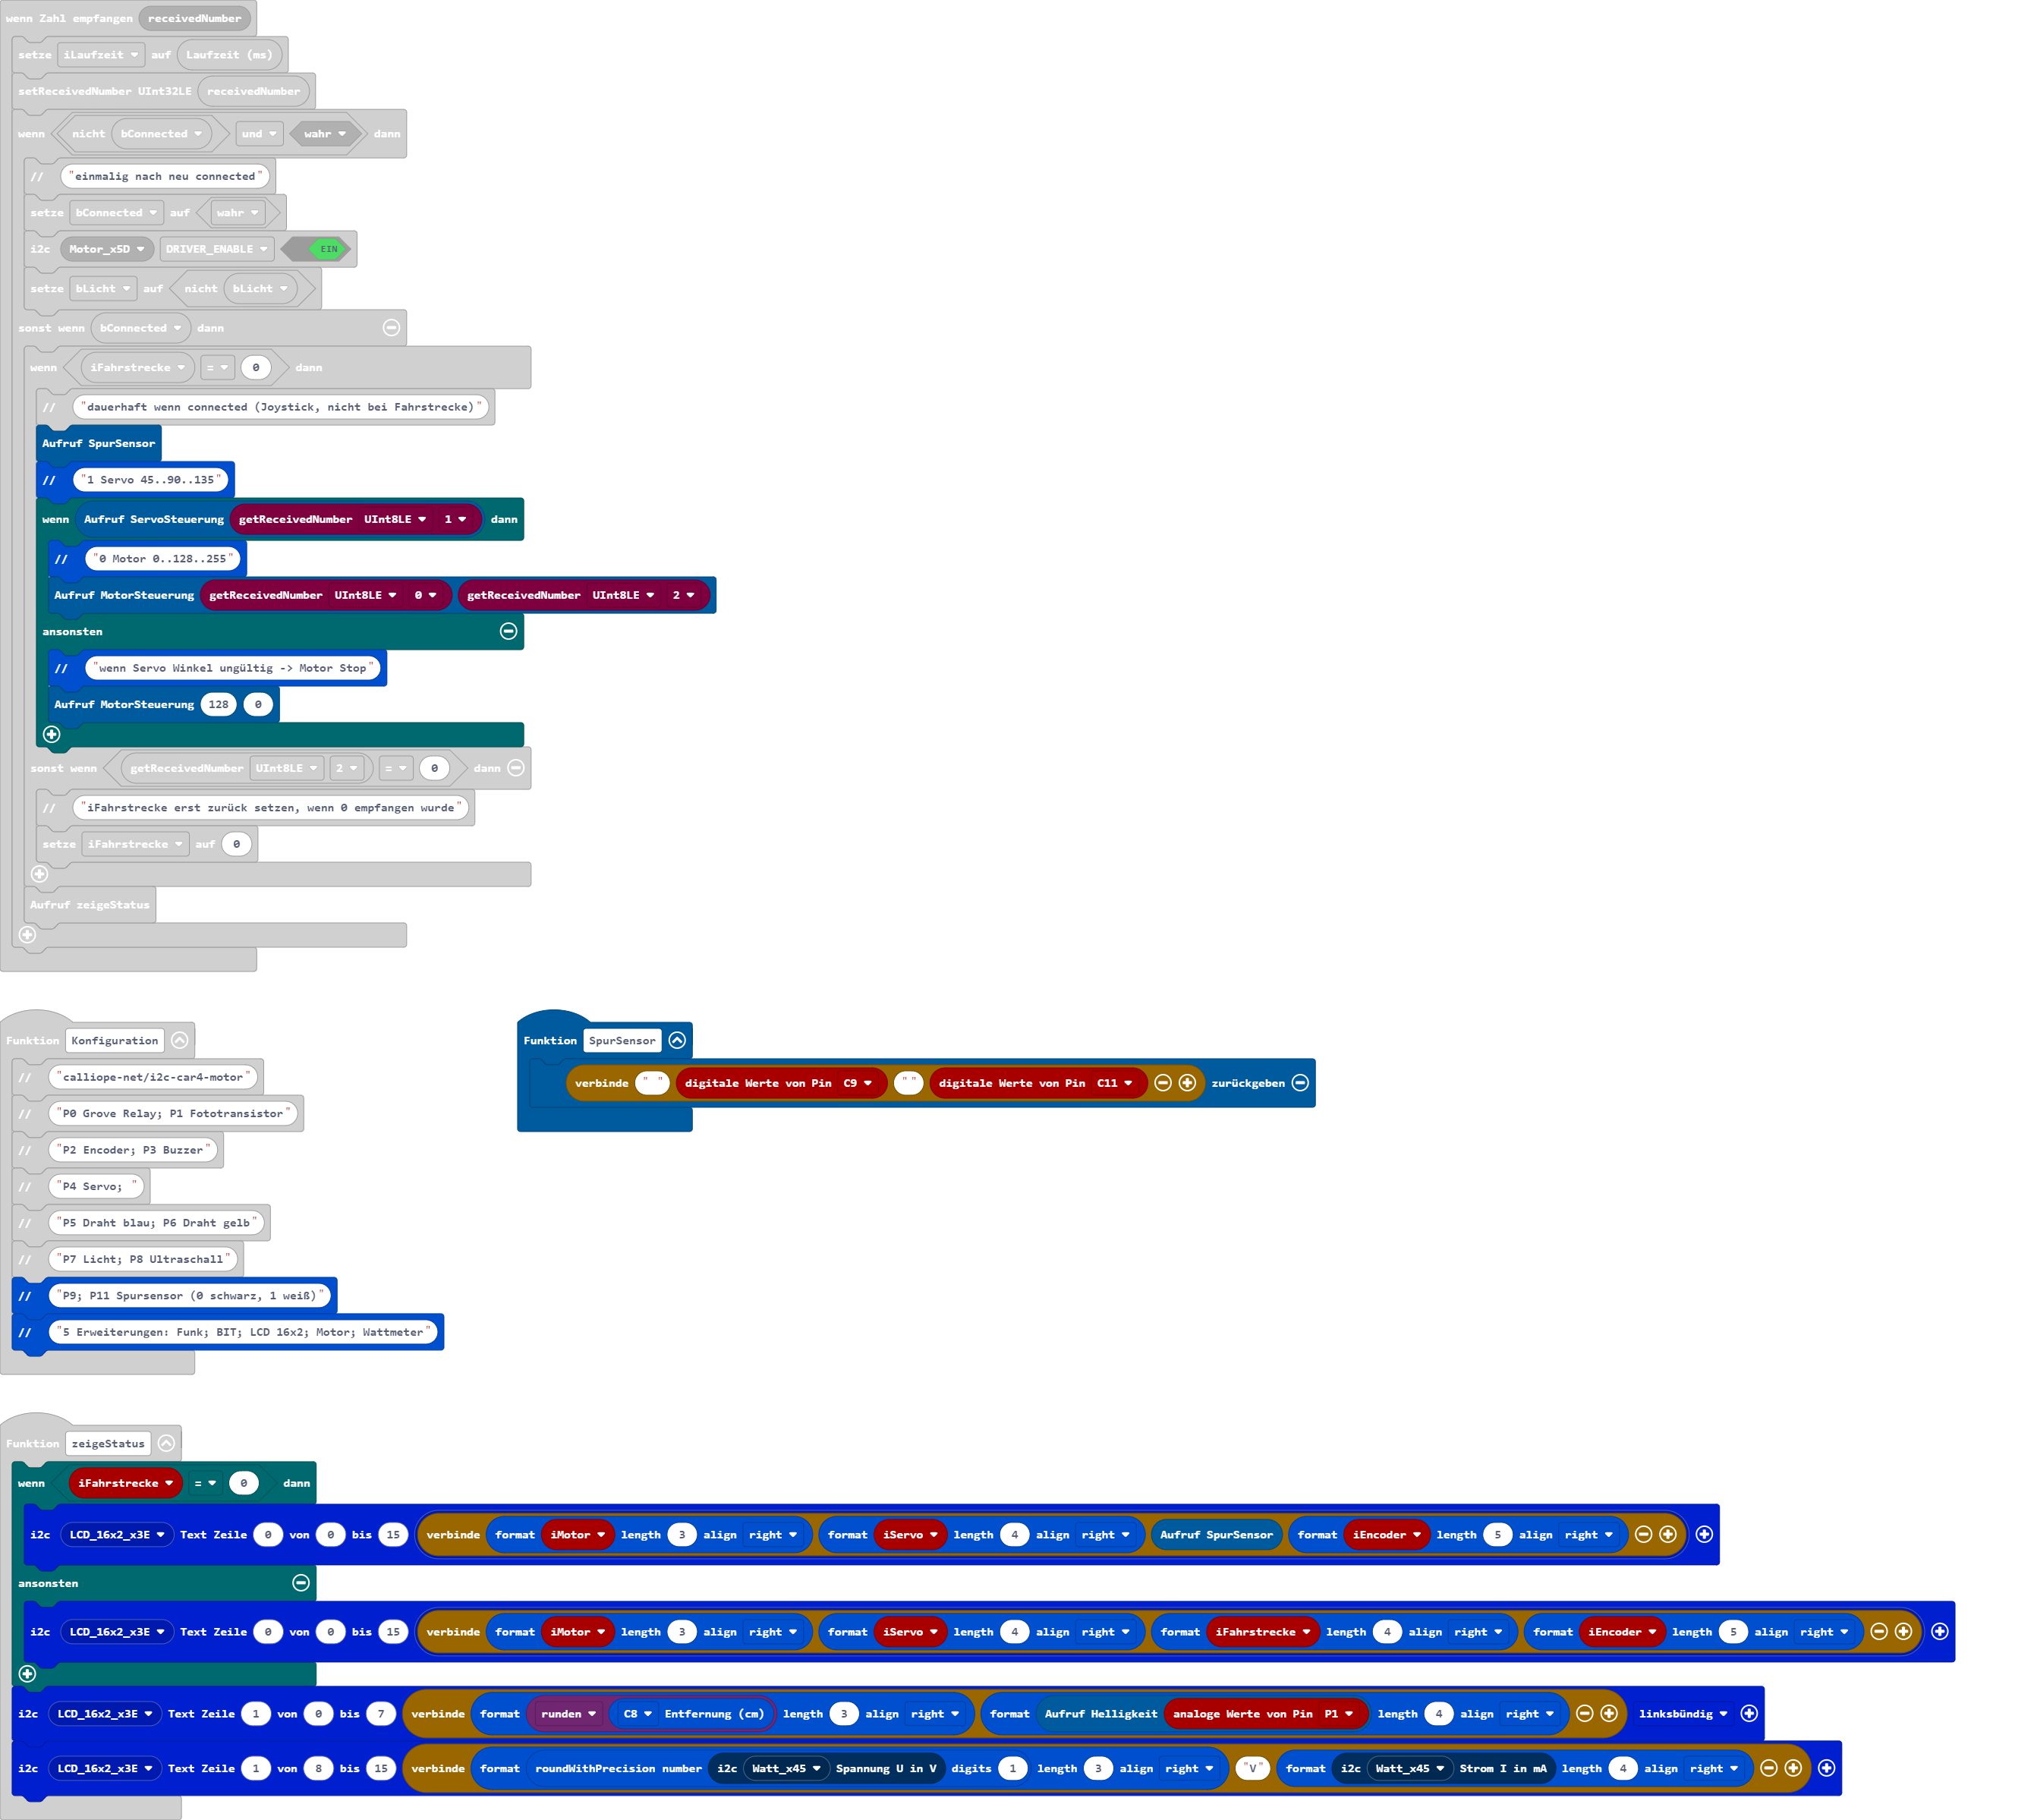 wenn Zahl empfangen receivedNumber
setze iLaufzeit auf Laufzeit (ms)
setReceivedNumber UInt32LE receivedNumber
wenn nicht bConnected und wahr dann
// "einmalig nach neu connected"
setze bConnected auf wahr
i2c Motor_x5D DRIVER_ENABLE EIN
setze bLicht auf nicht bLicht
sonst wenn bConnected dann
wenn iFahrstrecke = 0 dann
// "dauerhaft wenn connected (Joystick, nicht bei Fahrstrecke)"
Aufruf SpurSensor
// "1 Servo 45..90..135"
wenn Aufruf ServoSteuerung getReceivedNumber UInt8LE 1 dann
// "0 Motor 0..128..255"
Aufruf MotorSteuerung getReceivedNumber UInt8LE 0 getReceivedNumber UInt8LE 2
ansonsten
// "wenn Servo Winkel ungültig -> Motor Stop"
Aufruf MotorSteuerung 128 0
sonst wenn getReceivedNumber UInt8LE 2 = 0 dann
// "iFahrstrecke erst zurück setzen, wenn 0 empfangen wurde"
setze iFahrstrecke auf 0
Aufruf zeigeStatus
Funktion Konfiguration
// "calliope-net/i2c-car4-motor"
// "P0 Grove Relay; P1 Fototransistor"
// "P2 Encoder; P3 Buzzer"
// "P4 Servo; "
// "P5 Draht blau; P6 Draht gelb"
// "P7 Licht; P8 Ultraschall"
// "P9; P11 Spursensor (0 schwarz, 1 weiß)"
// "5 Erweiterungen: Funk; BIT; LCD 16x2; Motor; Wattmeter"
Funktion SpurSensor
verbinde " " digitale Werte von Pin C9 "" digitale Werte von Pin C11 zurückgeben
Funktion zeigeStatus
wenn iFahrstrecke = 0 dann
i2c LCD_16x2_x3E Text Zeile 0 von 0 bis 15 verbinde format iMotor length 3 align right format iServo length 4 align right Aufruf SpurSensor format iEncoder length 5 align right
ansonsten
i2c LCD_16x2_x3E Text Zeile 0 von 0 bis 15 verbinde format iMotor length 3 align right format iServo length 4 align right format iFahrstrecke length 4 align right format iEncoder length 5 align right
i2c LCD_16x2_x3E Text Zeile 1 von 0 bis 7 verbinde format runden C8 Entfernung (cm) length 3 align right format Aufruf Helligkeit analoge Werte von Pin P1 length 4 align right linksbündig
i2c LCD_16x2_x3E Text Zeile 1 von 8 bis 15 verbinde format roundWithPrecision number i2c Watt_x45 Spannung U in V digits 1 length 3 align right "V" format i2c Watt_x45 Strom I in mA length 4 align right